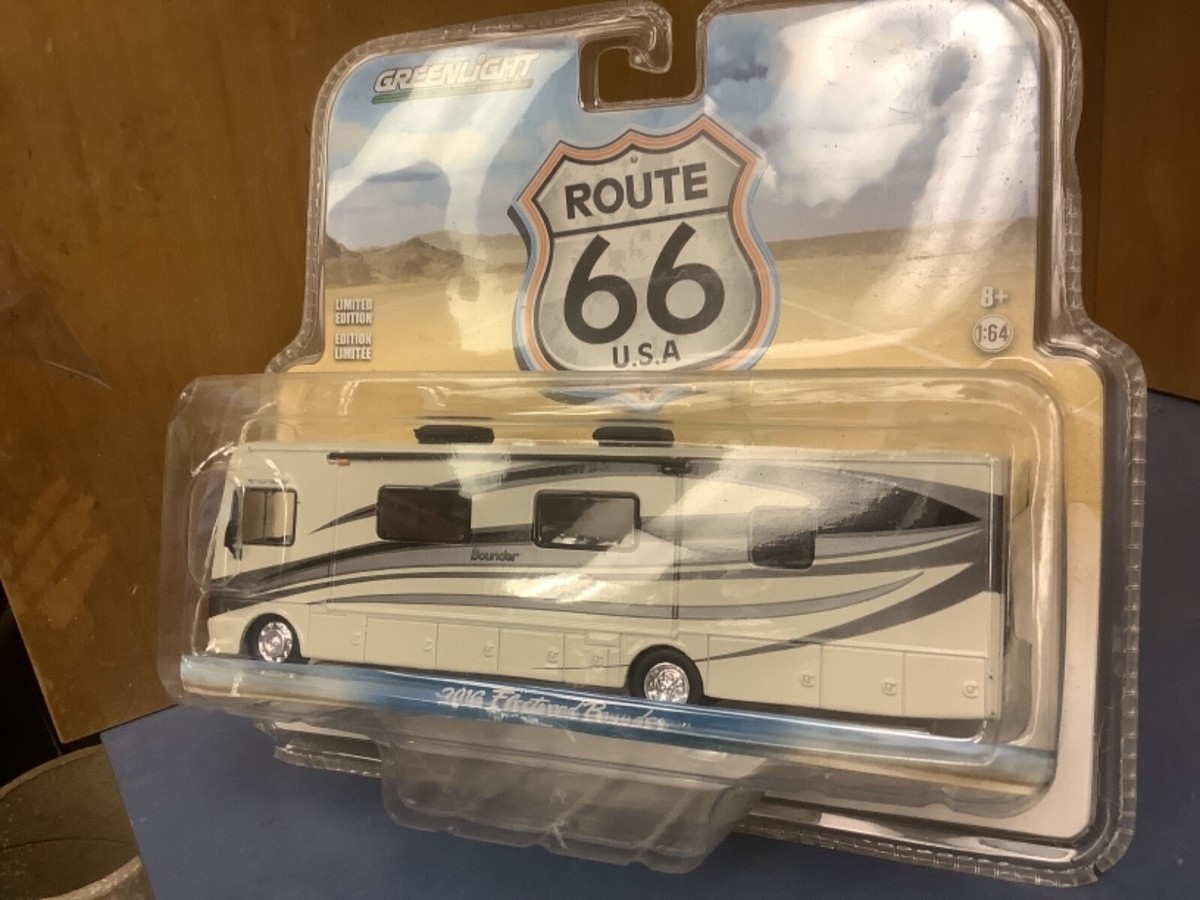 GREENLIGHT
ROUTE
66
U.S.A
LIMITED
EDITION
EDITION
LIMITÉE
8+
1:64
Bounder
2016 Fleetwood Bounder